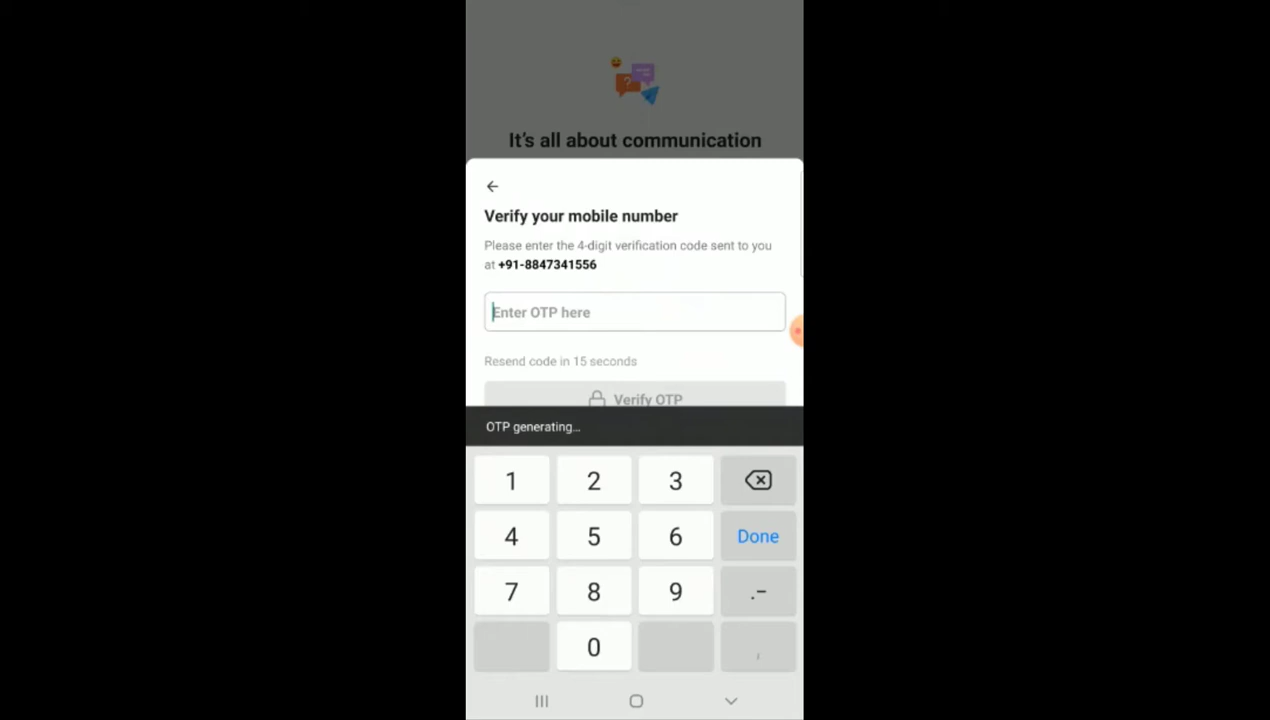 It's all about communication
Verify your mobile number
Please enter the 4-digit verification code sent to you
at +91-8847341556
Enter OTP here
Resend code in 15 seconds
Verify OTP
OTP generating...
1 2 3
4 5 6 Done
7 8 9 .-
0 ,